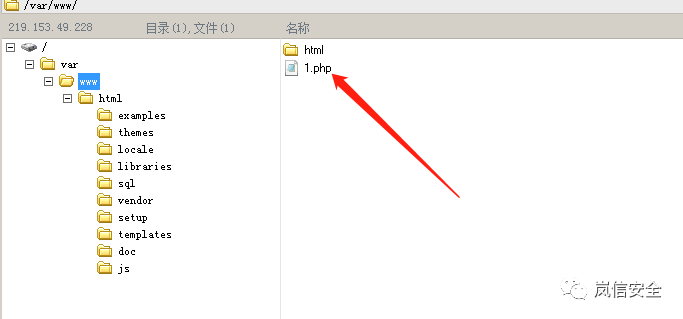 /var/www/
219.153.49.228 目录(1),文件(1) 名称
/
var
www
html
examples
themes
locale
libraries
sql
vendor
setup
templates
doc
js
html
1.php
岚信安全